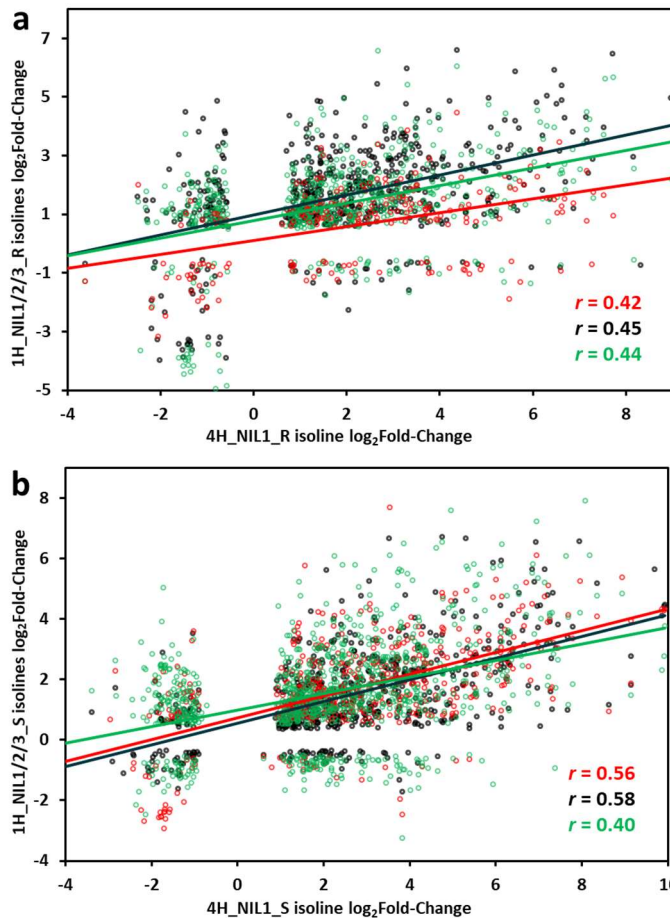 a
7
5
3
1
-1
-3
-5
1H_NIL1/2/3_R isolines log₂Fold-Change
r = 0.42
r = 0.45
r = 0.44
-4 -2 0 2 4 6 8
4H_NIL1_R isoline log₂Fold-Change
b
8
6
4
2
0
-2
-4
1H_NIL1/2/3_S isolines log₂Fold-Change
r = 0.56
r = 0.58
r = 0.40
-4 -2 0 2 4 6 8 10
4H_NIL1_S isoline log₂Fold-Change